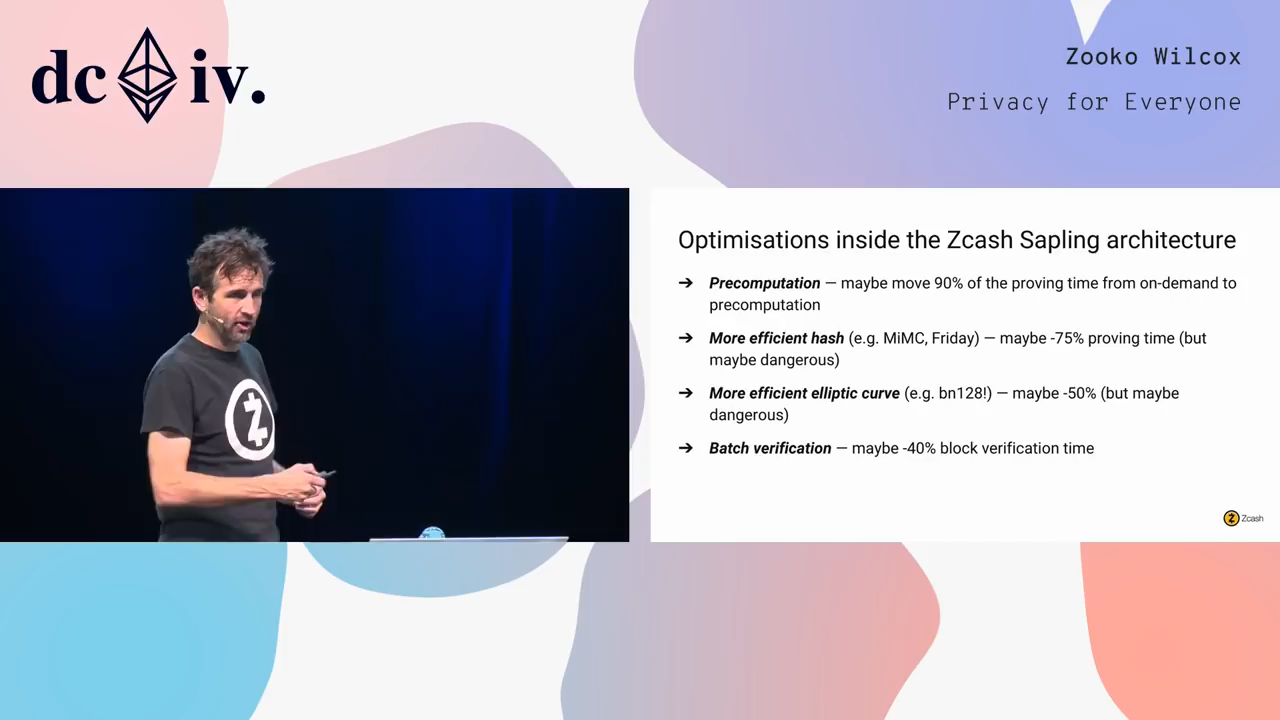 dc iv.
Zooko Wilcox
Privacy for Everyone
Optimisations inside the Zcash Sapling architecture
➔ Precomputation — maybe move 90% of the proving time from on-demand to
precomputation
➔ More efficient hash (e.g. MiMC, Friday) — maybe -75% proving time (but
maybe dangerous)
➔ More efficient elliptic curve (e.g. bn128!) — maybe -50% (but maybe
dangerous)
➔ Batch verification — maybe -40% block verification time
Zcash